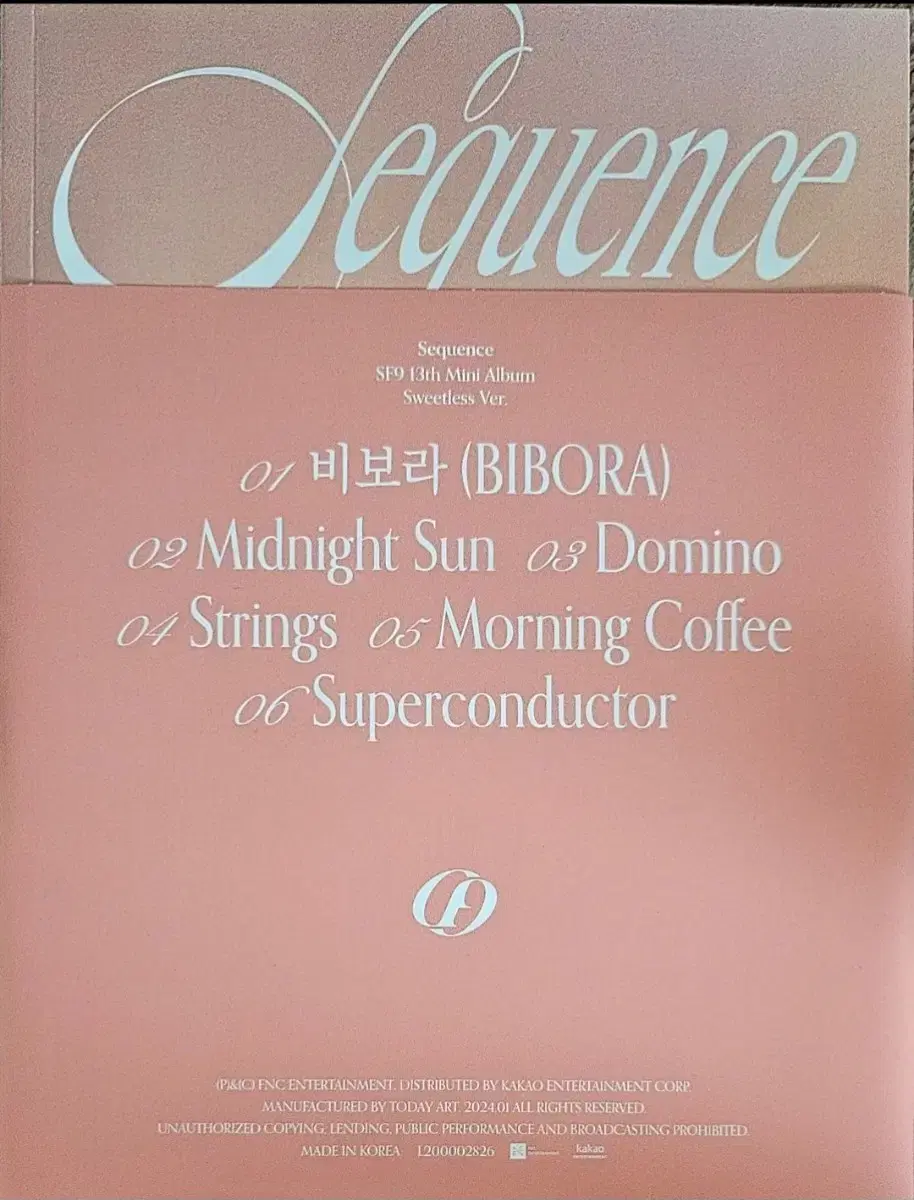 Sequence
Sequence
SF9 13th Mini Album
Sweetless Ver.
01 비보라 (BIBORA)
02 Midnight Sun 03 Domino
04 Strings 05 Morning Coffee
06 Superconductor
(P)&(C) FNC ENTERTAINMENT. DISTRIBUTED BY KAKAO ENTERTAINMENT CORP.
MANUFACTURED BY TODAY ART. 2024.01 ALL RIGHTS RESERVED.
UNAUTHORIZED COPYING, LENDING, PUBLIC PERFORMANCE AND BROADCASTING PROHIBITED.
MADE IN KOREA L200002826 kakao